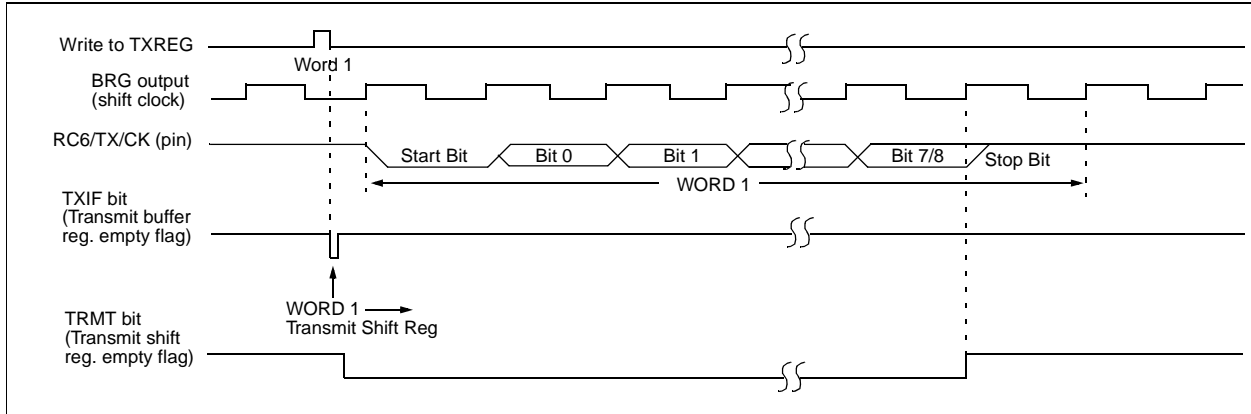 Write to TXREG
Word 1
BRG output
(shift clock)
RC6/TX/CK (pin)
Start Bit
Bit 0
Bit 1
Bit 7/8
Stop Bit
WORD 1
TXIF bit
(Transmit buffer
reg. empty flag)
WORD 1
Transmit Shift Reg
TRMT bit
(Transmit shift
reg. empty flag)